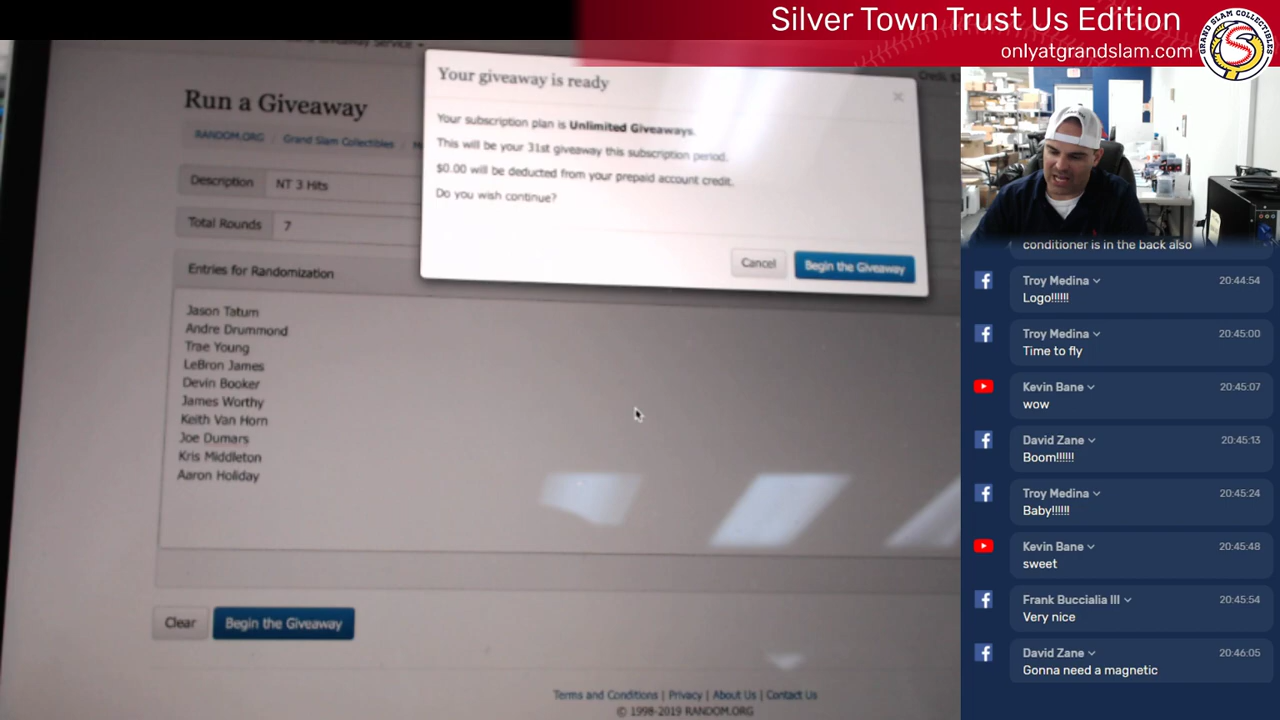 Silver Town Trust Us Edition
onlyatgrandslam.com
GRAND SLAM COLLECTIBLES
Run a Giveaway
RANDOM.ORG / Grand Slam Collectibles /
Description NT 3 Hits
Total Rounds 7
Entries for Randomization
Jason Tatum
Andre Drummond
Trae Young
LeBron James
Devin Booker
James Worthy
Keith Van Horn
Joe Dumars
Kris Middleton
Aaron Holiday
Clear Begin the Giveaway
Terms and Conditions | Privacy | About Us | Contact Us
© 1998-2019 RANDOM.ORG
Your giveaway is ready
×
Your subscription plan is Unlimited Giveaways.
This will be your 31st giveaway this subscription period.
$0.00 will be deducted from your prepaid account credit.
Do you wish continue?
Cancel Begin the Giveaway
conditioner is in the back also
Troy Medina 20:44:54
Logo!!!!!!
Troy Medina 20:45:00
Time to fly
Kevin Bane 20:45:07
wow
David Zane 20:45:13
Boom!!!!!!
Troy Medina 20:45:24
Baby!!!!!!
Kevin Bane 20:45:48
sweet
Frank Buccialia III 20:45:54
Very nice
David Zane 20:46:05
Gonna need a magnetic